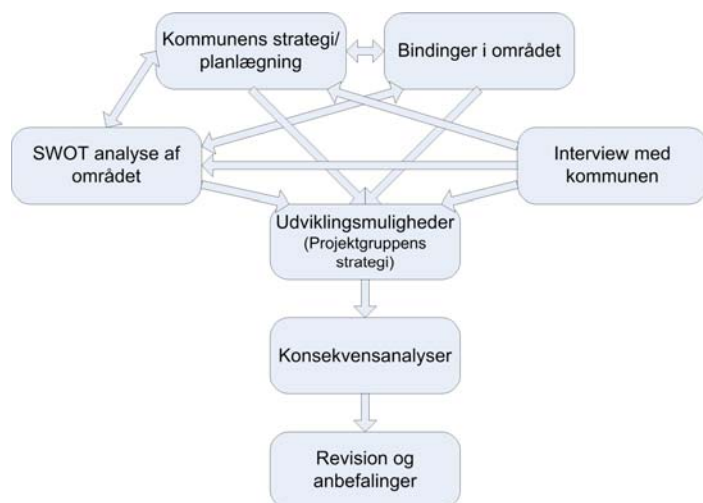 Kommunens strategi/
planlægning
Bindinger i området
SWOT analyse af
området
Interview med
kommunen
Udviklingsmuligheder
(Projektgruppens
strategi)
Konsekvensanalyser
Revision og
anbefalinger